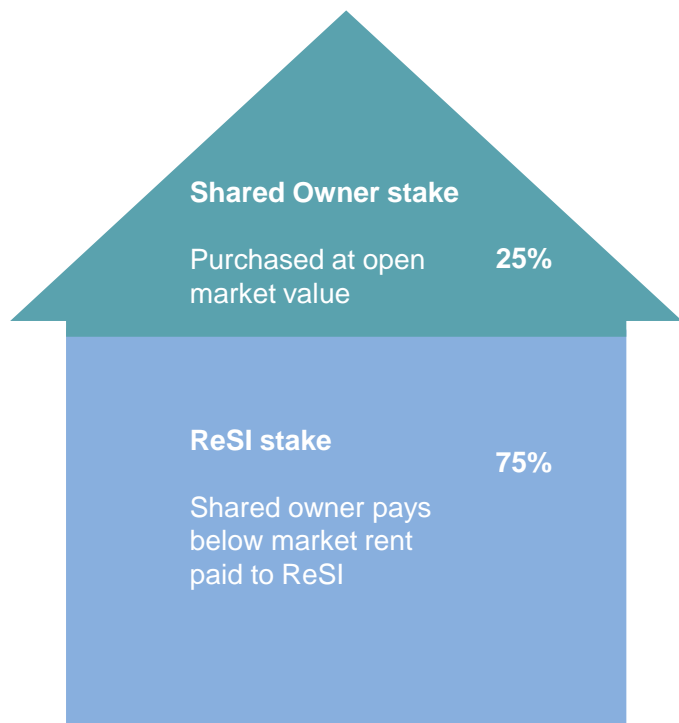 Shared Owner stake
Purchased at open
market value
25%
ReSI stake
75%
Shared owner pays
below market rent
paid to ReSI